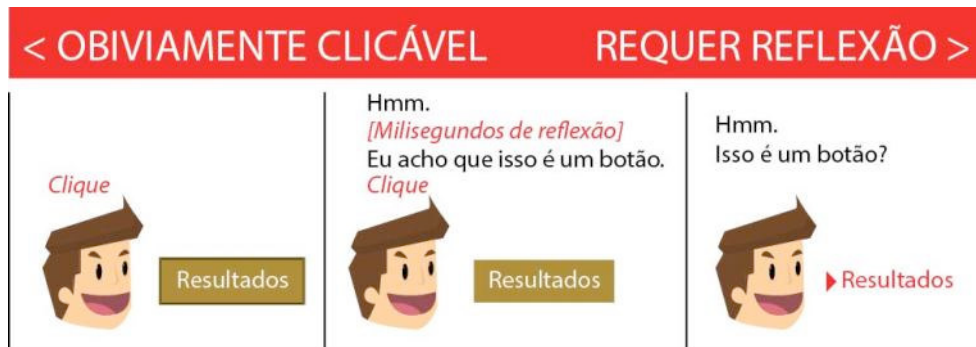 < OBIVIAMENTE CLICÁVEL
REQUER REFLEXÃO >
Clique
Resultados
Hmm.
[Milisegundos de reflexão]
Eu acho que isso é um botão.
Clique
Resultados
Hmm.
Isso é um botão?
Resultados